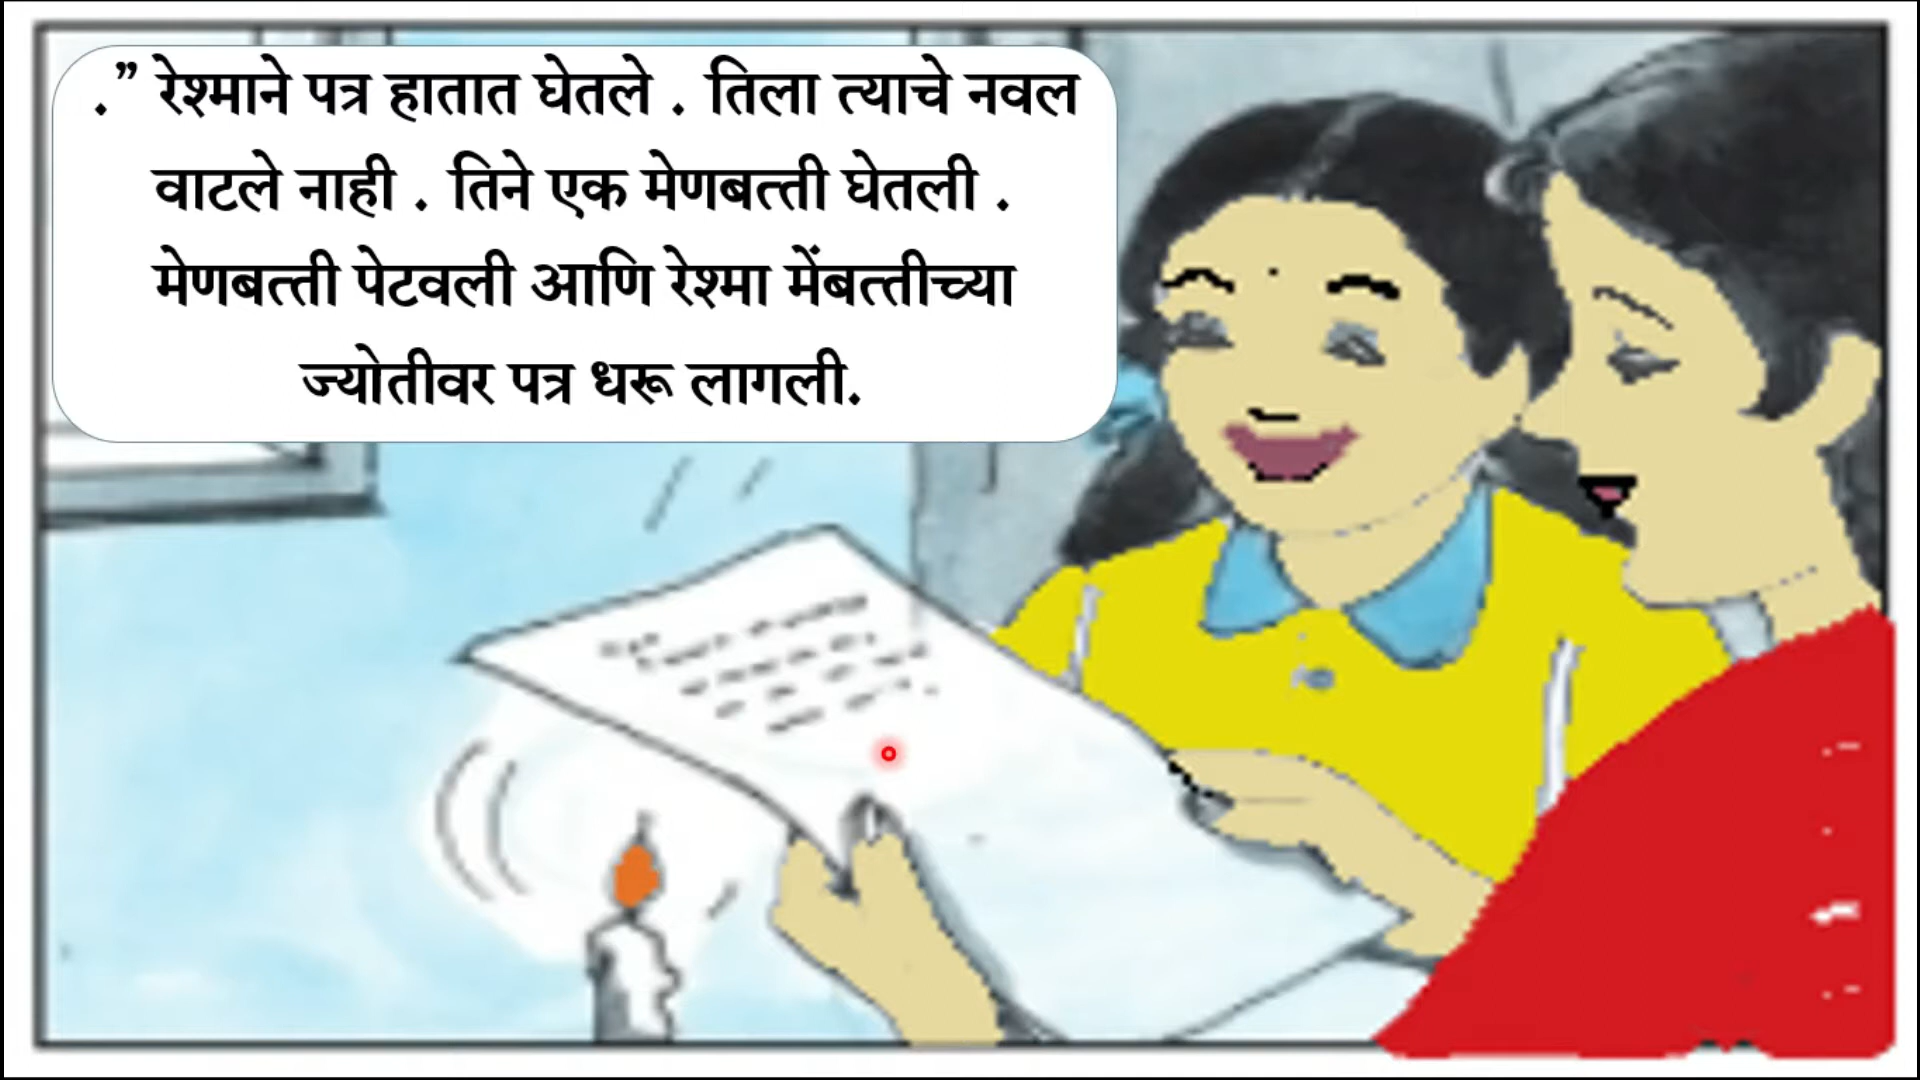 .” रेश्माने पत्र हातात घेतले . तिला त्याचे नवल
वाटले नाही . तिने एक मेणबत्ती घेतली .
मेणबत्ती पेटवली आणि रेश्मा मेंबत्तीच्या
ज्योतीवर पत्र धरू लागली.